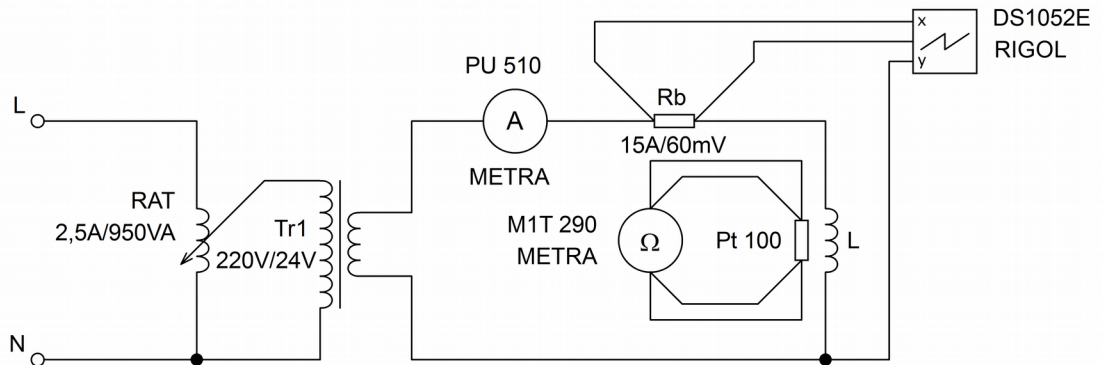 x
y
DS1052E
RIGOL
PU 510
A
METRA
Rb
15A/60mV
L
RAT
2,5A/950VA
Tr1
220V/24V
M1T 290
METRA
Ω
Pt 100
L
N